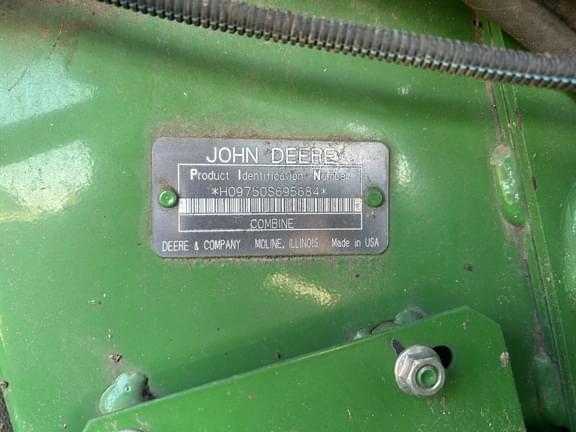 JOHN DEERE
Product Identification Number
*H09750S695684*
COMBINE
DEERE & COMPANY MOLINE, ILLINOIS Made in USA